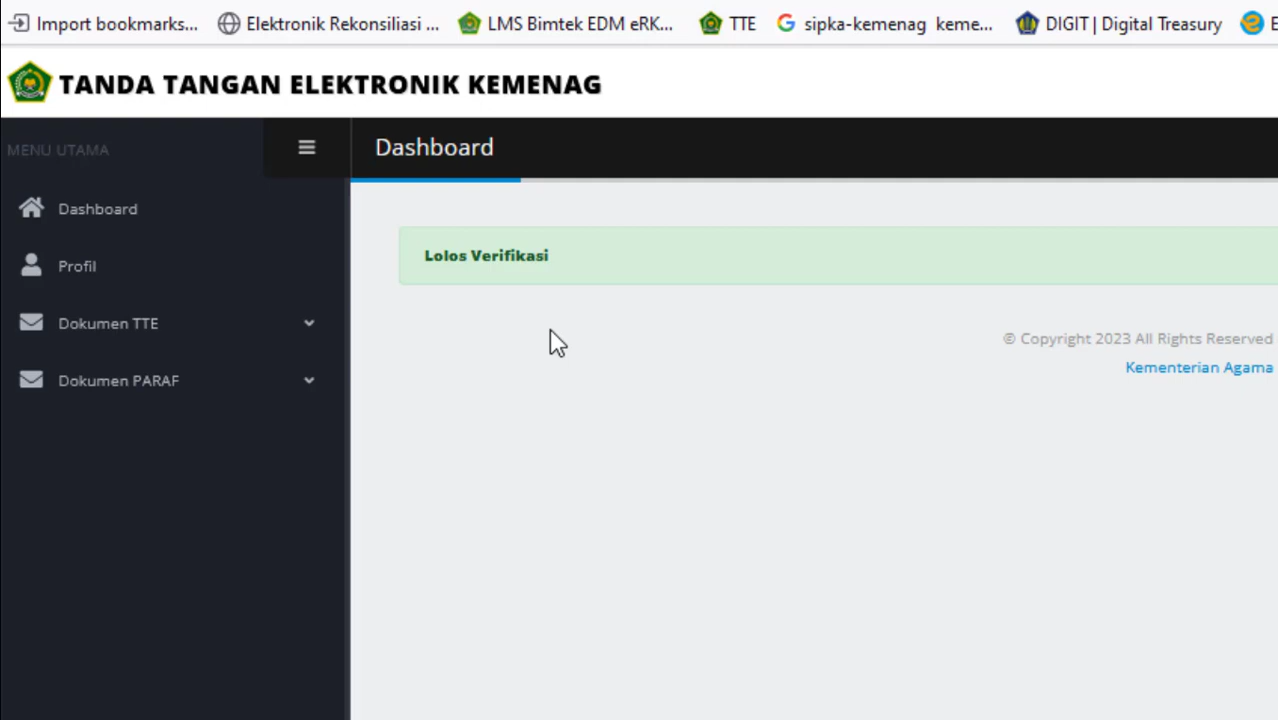 Import bookmarks...
Elektronik Rekonsiliasi ...
LMS Bimtek EDM eRK...
TTE
sipka-kemenag keme...
DIGIT | Digital Treasury
E
TANDA TANGAN ELEKTRONIK KEMENAG
MENU UTAMA
Dashboard
Dashboard
Profil
Dokumen TTE
Dokumen PARAF
Lolos Verifikasi
© Copyright 2023 All Rights Reserved
Kementerian Agama